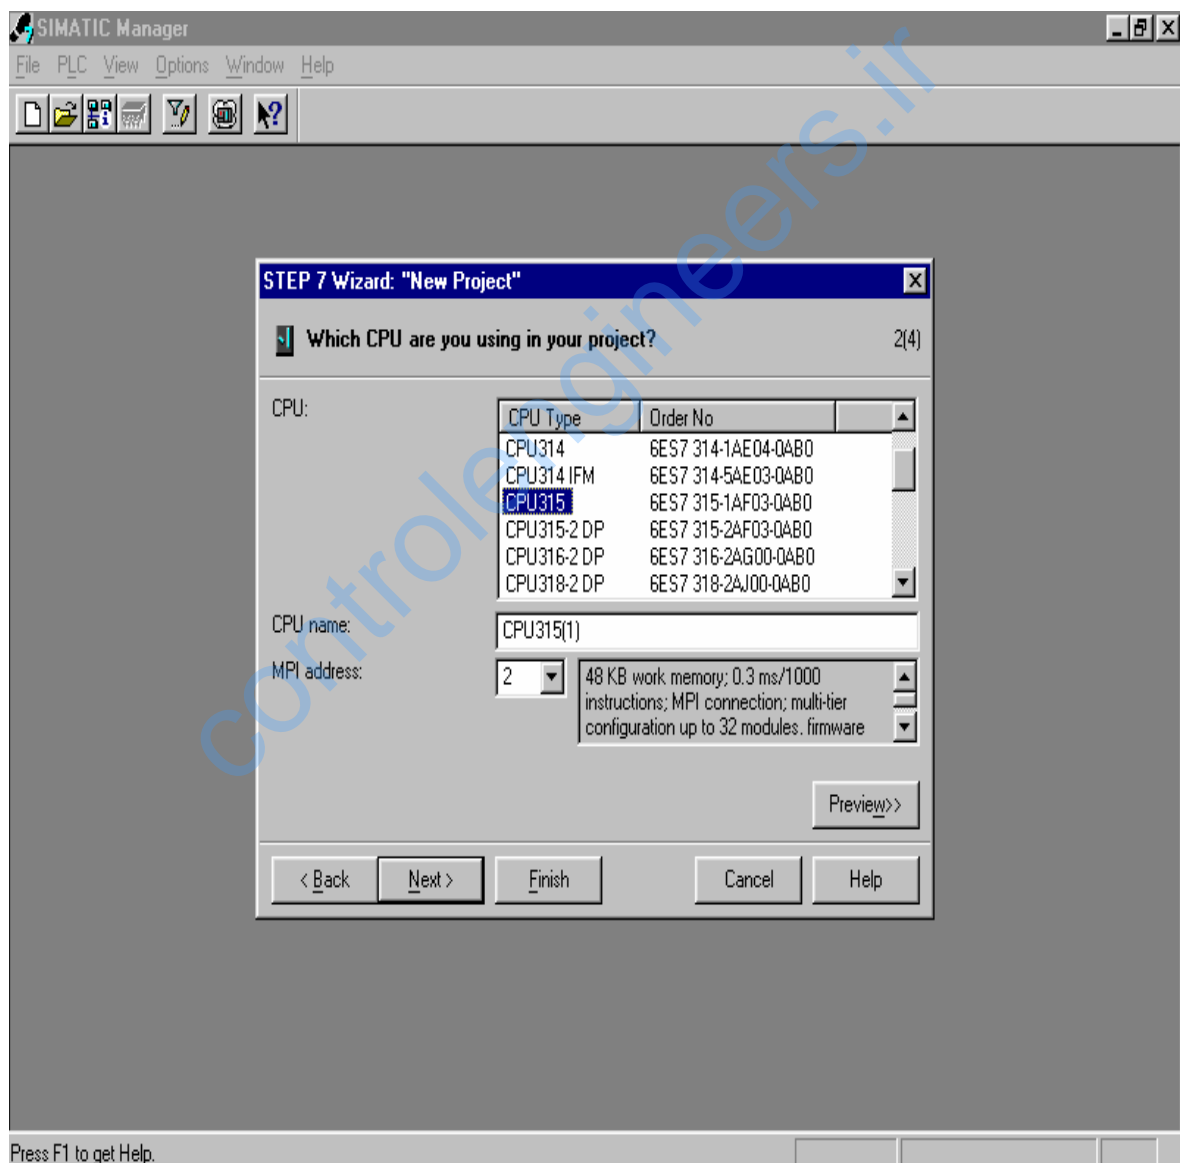 SIMATIC Manager
File PLC View Options Window Help
STEP 7 Wizard: "New Project"
Which CPU are you using in your project? 2(4)
CPU:
CPU Type Order No
CPU314 6ES7 314-1AE04-0AB0
CPU314 IFM 6ES7 314-5AE03-0AB0
CPU315 6ES7 315-1AF03-0AB0
CPU315-2 DP 6ES7 315-2AF03-0AB0
CPU316-2 DP 6ES7 316-2AG00-0AB0
CPU318-2 DP 6ES7 318-2AJ00-0AB0
CPU name: CPU315(1)
MPI address: 2
48 KB work memory; 0.3 ms/1000
instructions; MPI connection; multi-tier
configuration up to 32 modules. firmware
Preview>>
< Back Next > Finish Cancel Help
Press F1 to get Help.
controlengineers.ir